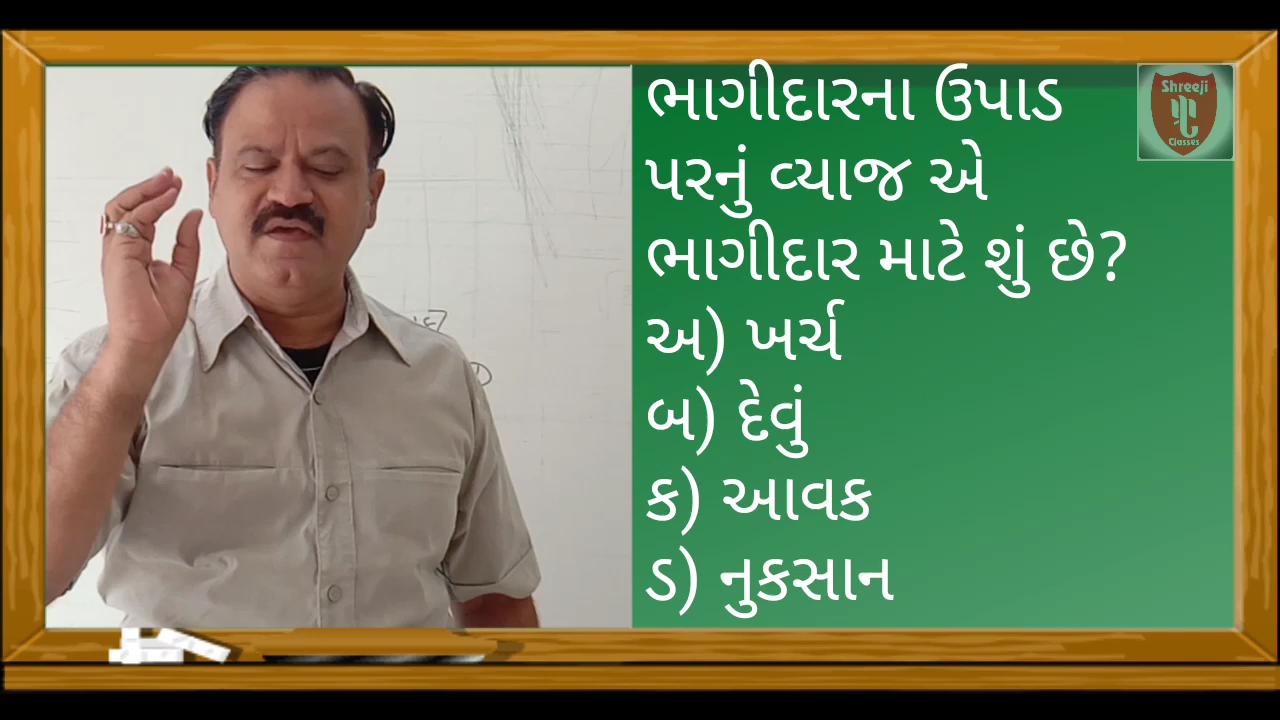 ભાગીદારના ઉપાડ
પરનું વ્યાજ એ
ભાગીદાર માટે શું છે?
અ) ખર્ચ
બ) દેવું
ક) આવક
ડ) નુકસાન
Shreeji
Classes